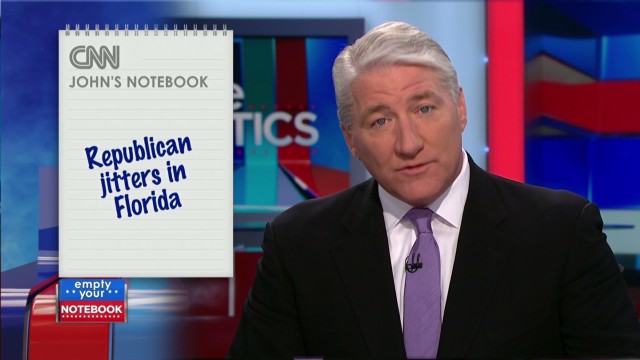 CNN
JOHN'S NOTEBOOK
Republican
jitters in
Florida
empty
your
NOTEBOOK